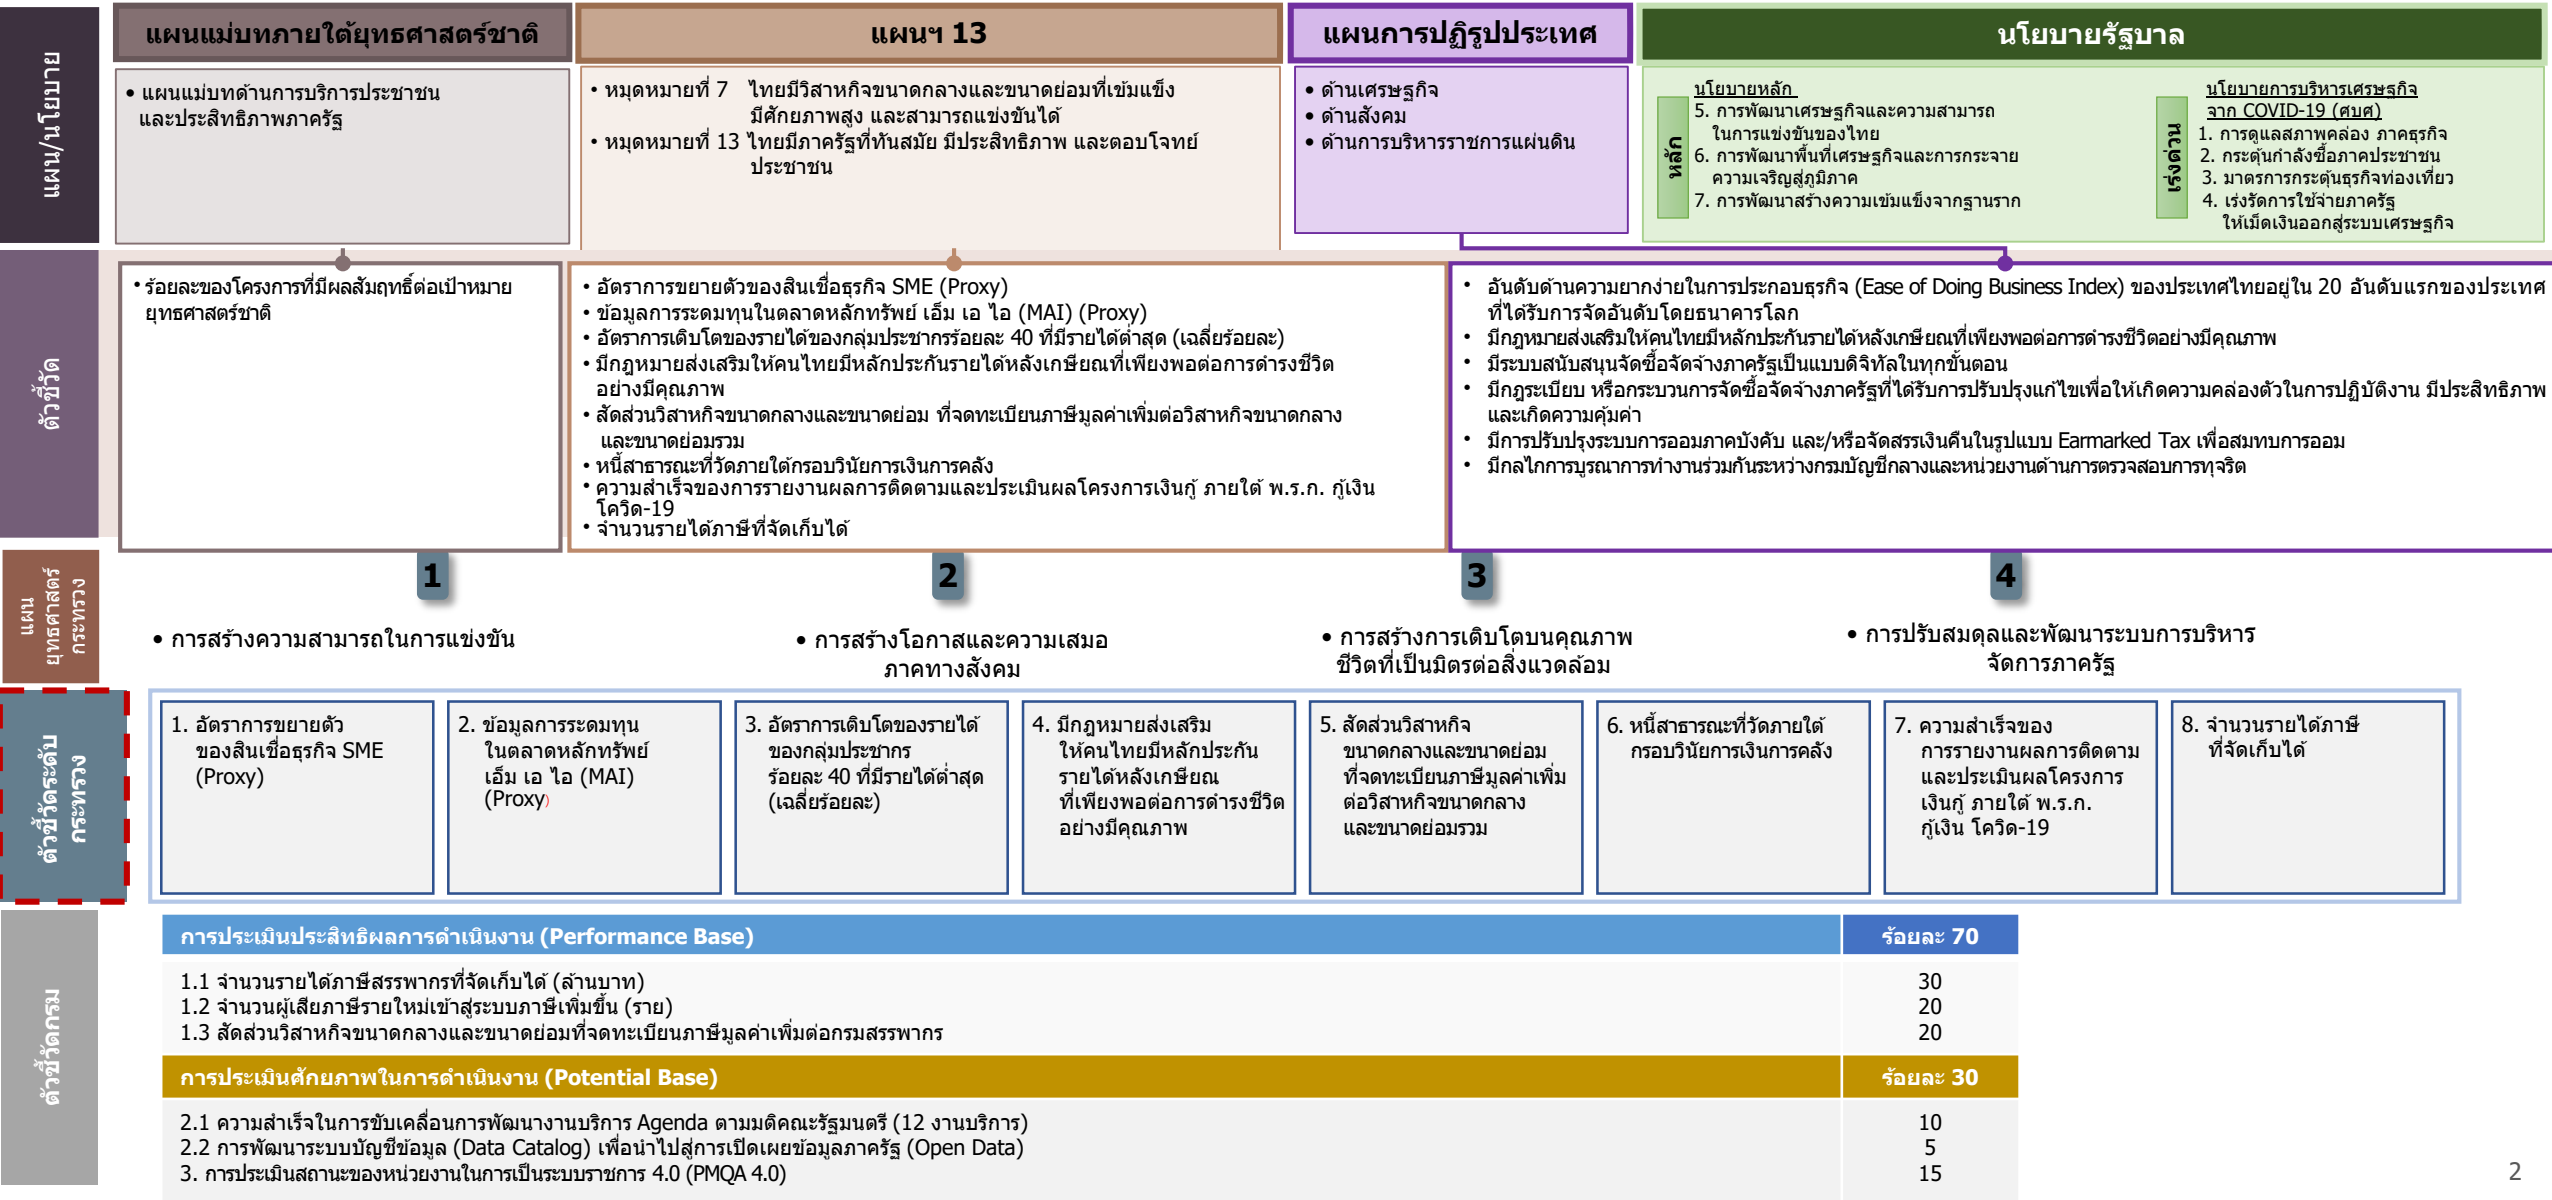 แผน/นโยบาย
แผนแม่บทภายใต้ยุทธศาสตร์ชาติ
• แผนแม่บทด้านการบริการประชาชน
และประสิทธิภาพภาครัฐ
แผนฯ 13
• หมุดหมายที่ 7 ไทยมีวิสาหกิจขนาดกลางและขนาดย่อมที่เข้มแข็ง
มีศักยภาพสูง และสามารถแข่งขันได้
• หมุดหมายที่ 13 ไทยมีภาครัฐที่ทันสมัย มีประสิทธิภาพ และตอบโจทย์
ประชาชน
แผนการปฏิรูปประเทศ
• ด้านเศรษฐกิจ
• ด้านสังคม
• ด้านการบริหารราชการแผ่นดิน
นโยบายรัฐบาล
หลัก
นโยบายหลัก
5. การพัฒนาเศรษฐกิจและความสามารถ
ในการแข่งขันของไทย
6. การพัฒนาพื้นที่เศรษฐกิจและการกระจาย
ความเจริญสู่ภูมิภาค
7. การพัฒนาสร้างความเข้มแข็งจากฐานราก
เร่งด่วน
นโยบายการบริหารเศรษฐกิจ
จาก COVID-19 (ศบศ)
1. การดูแลสภาพคล่อง ภาคธุรกิจ
2. กระตุ้นกำลังซื้อภาคประชาชน
3. มาตรการกระตุ้นธุรกิจท่องเที่ยว
4. เร่งรัดการใช้จ่ายภาครัฐ
ให้เม็ดเงินออกสู่ระบบเศรษฐกิจ
ตัวชี้วัด
• ร้อยละของโครงการที่มีผลสัมฤทธิ์ต่อเป้าหมาย
ยุทธศาสตร์ชาติ
• อัตราการขยายตัวของสินเชื่อธุรกิจ SME (Proxy)
• ข้อมูลการระดมทุนในตลาดหลักทรัพย์ เอ็ม เอ ไอ (MAI) (Proxy)
• อัตราการเติบโตของรายได้ของกลุ่มประชากรร้อยละ 40 ที่มีรายได้ต่ำสุด (เฉลี่ยร้อยละ)
• มีกฎหมายส่งเสริมให้คนไทยมีหลักประกันรายได้หลังเกษียณที่เพียงพอต่อการดำรงชีวิต
อย่างมีคุณภาพ
• สัดส่วนวิสาหกิจขนาดกลางและขนาดย่อม ที่จดทะเบียนภาษีมูลค่าเพิ่มต่อวิสาหกิจขนาดกลาง
และขนาดย่อมรวม
• หนี้สาธารณะที่วัดภายใต้กรอบวินัยการเงินการคลัง
• ความสำเร็จของการรายงานผลการติดตามและประเมินผลโครงการเงินกู้ ภายใต้ พ.ร.ก. กู้เงิน
โควิด-19
• จำนวนรายได้ภาษีที่จัดเก็บได้
• อันดับด้านความยากง่ายในการประกอบธุรกิจ (Ease of Doing Business Index) ของประเทศไทยอยู่ใน 20 อันดับแรกของประเทศ
ที่ได้รับการจัดอันดับโดยธนาคารโลก
• มีกฎหมายส่งเสริมให้คนไทยมีหลักประกันรายได้หลังเกษียณที่เพียงพอต่อการดำรงชีวิตอย่างมีคุณภาพ
• มีระบบสนับสนุนจัดซื้อจัดจ้างภาครัฐเป็นแบบดิจิทัลในทุกขั้นตอน
• มีกฎระเบียบ หรือกระบวนการจัดซื้อจัดจ้างภาครัฐที่ได้รับการปรับปรุงแก้ไขเพื่อให้เกิดความคล่องตัวในการปฏิบัติงาน มีประสิทธิภาพ
และเกิดความคุ้มค่า
• มีการปรับปรุงระบบการออมภาคบังคับ และ/หรือจัดสรรเงินคืนในรูปแบบ Earmarked Tax เพื่อสมทบการออม
• มีกลไกการบูรณาการทำงานร่วมกันระหว่างกรมบัญชีกลางและหน่วยงานด้านการตรวจสอบการทุจริต
แผน
ยุทธศาสตร์
กระทรวง
1
• การสร้างความสามารถในการแข่งขัน
2
• การสร้างโอกาสและความเสมอ
ภาคทางสังคม
3
• การสร้างการเติบโตบนคุณภาพ
ชีวิตที่เป็นมิตรต่อสิ่งแวดล้อม
4
• การปรับสมดุลและพัฒนาระบบการบริหาร
จัดการภาครัฐ
ตัวชี้วัดระดับ
กระทรวง
1. อัตราการขยายตัว
ของสินเชื่อธุรกิจ SME
(Proxy)
2. ข้อมูลการระดมทุน
ในตลาดหลักทรัพย์
เอ็ม เอ ไอ (MAI)
(Proxy)
3. อัตราการเติบโตของรายได้
ของกลุ่มประชากร
ร้อยละ 40 ที่มีรายได้ต่ำสุด
(เฉลี่ยร้อยละ)
4. มีกฎหมายส่งเสริม
ให้คนไทยมีหลักประกัน
รายได้หลังเกษียณ
ที่เพียงพอต่อการดำรงชีวิต
อย่างมีคุณภาพ
5. สัดส่วนวิสาหกิจ
ขนาดกลางและขนาดย่อม
ที่จดทะเบียนภาษีมูลค่าเพิ่ม
ต่อวิสาหกิจขนาดกลาง
และขนาดย่อมรวม
6. หนี้สาธารณะที่วัดภายใต้
กรอบวินัยการเงินการคลัง
7. ความสำเร็จของ
การรายงานผลการติดตาม
และประเมินผลโครงการ
เงินกู้ ภายใต้ พ.ร.ก.
กู้เงิน โควิด-19
8. จำนวนรายได้ภาษี
ที่จัดเก็บได้
ตัวชี้วัดกรม
การประเมินประสิทธิผลการดำเนินงาน (Performance Base) ร้อยละ 70
1.1 จำนวนรายได้ภาษีสรรพากรที่จัดเก็บได้ (ล้านบาท) 30
1.2 จำนวนผู้เสียภาษีรายใหม่เข้าสู่ระบบภาษีเพิ่มขึ้น (ราย) 20
1.3 สัดส่วนวิสาหกิจขนาดกลางและขนาดย่อมที่จดทะเบียนภาษีมูลค่าเพิ่มต่อกรมสรรพากร 20
การประเมินศักยภาพในการดำเนินงาน (Potential Base) ร้อยละ 30
2.1 ความสำเร็จในการขับเคลื่อนการพัฒนางานบริการ Agenda ตามมติคณะรัฐมนตรี (12 งานบริการ) 10
2.2 การพัฒนาระบบบัญชีข้อมูล (Data Catalog) เพื่อนำไปสู่การเปิดเผยข้อมูลภาครัฐ (Open Data) 5
3. การประเมินสถานะของหน่วยงานในการเป็นระบบราชการ 4.0 (PMQA 4.0) 15
2